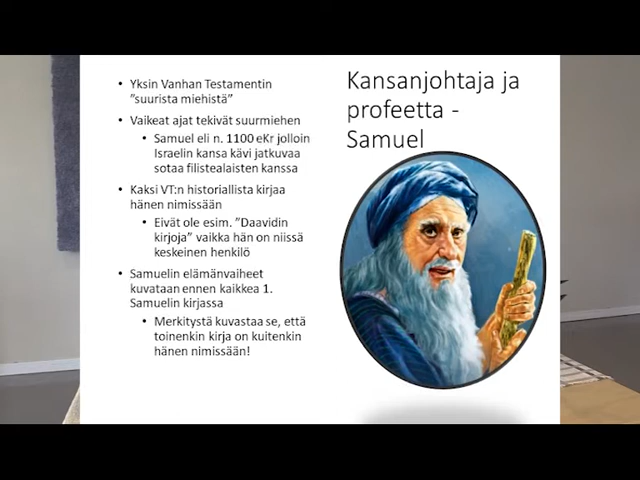 Kansanjohtaja ja
profeetta -
Samuel
• Yksin Vanhan Testamentin
”suurista miehistä”
• Vaikeat ajat tekivät suurmiehen
• Samuel eli n. 1100 eKr jolloin
Israelin kansa kävi jatkuvaa
sotaa filistealaisten kanssa
• Kaksi VT:n historiallista kirjaa
hänen nimissään
• Eivät ole esim. ”Daavidin
kirjoja” vaikka hän on niissä
keskeinen henkilö
• Samuelin elämänvaiheet
kuvataan ennen kaikkea 1.
Samuelin kirjassa
• Merkitystä kuvastaa se, että
toinenkin kirja on kuitenkin
hänen nimissään!